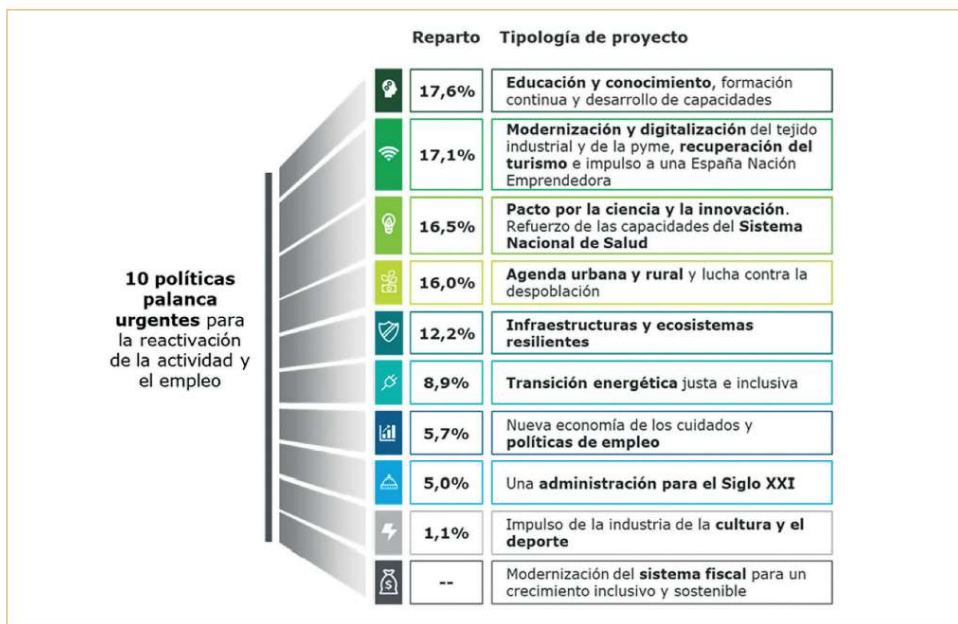 Reparto Tipología de proyecto
17,6%
Educación y conocimiento, formación
continua y desarrollo de capacidades
17,1%
Modernización y digitalización del tejido
industrial y de la pyme, recuperación del
turismo e impulso a una España Nación
Emprendedora
16,5%
Pacto por la ciencia y la innovación.
Refuerzo de las capacidades del Sistema
Nacional de Salud
10 políticas
palanca
urgentes para
la reactivación
de la actividad y
el empleo
16,0%
Agenda urbana y rural y lucha contra la
despoblación
12,2%
Infraestructuras y ecosistemas
resilientes
8,9%
Transición energética justa e inclusiva
5,7%
Nueva economía de los cuidados y
políticas de empleo
5,0%
Una administración para el Siglo XXI
1,1%
Impulso de la industria de la cultura y el
deporte
--
Modernización del sistema fiscal para un
crecimiento inclusivo y sostenible
$